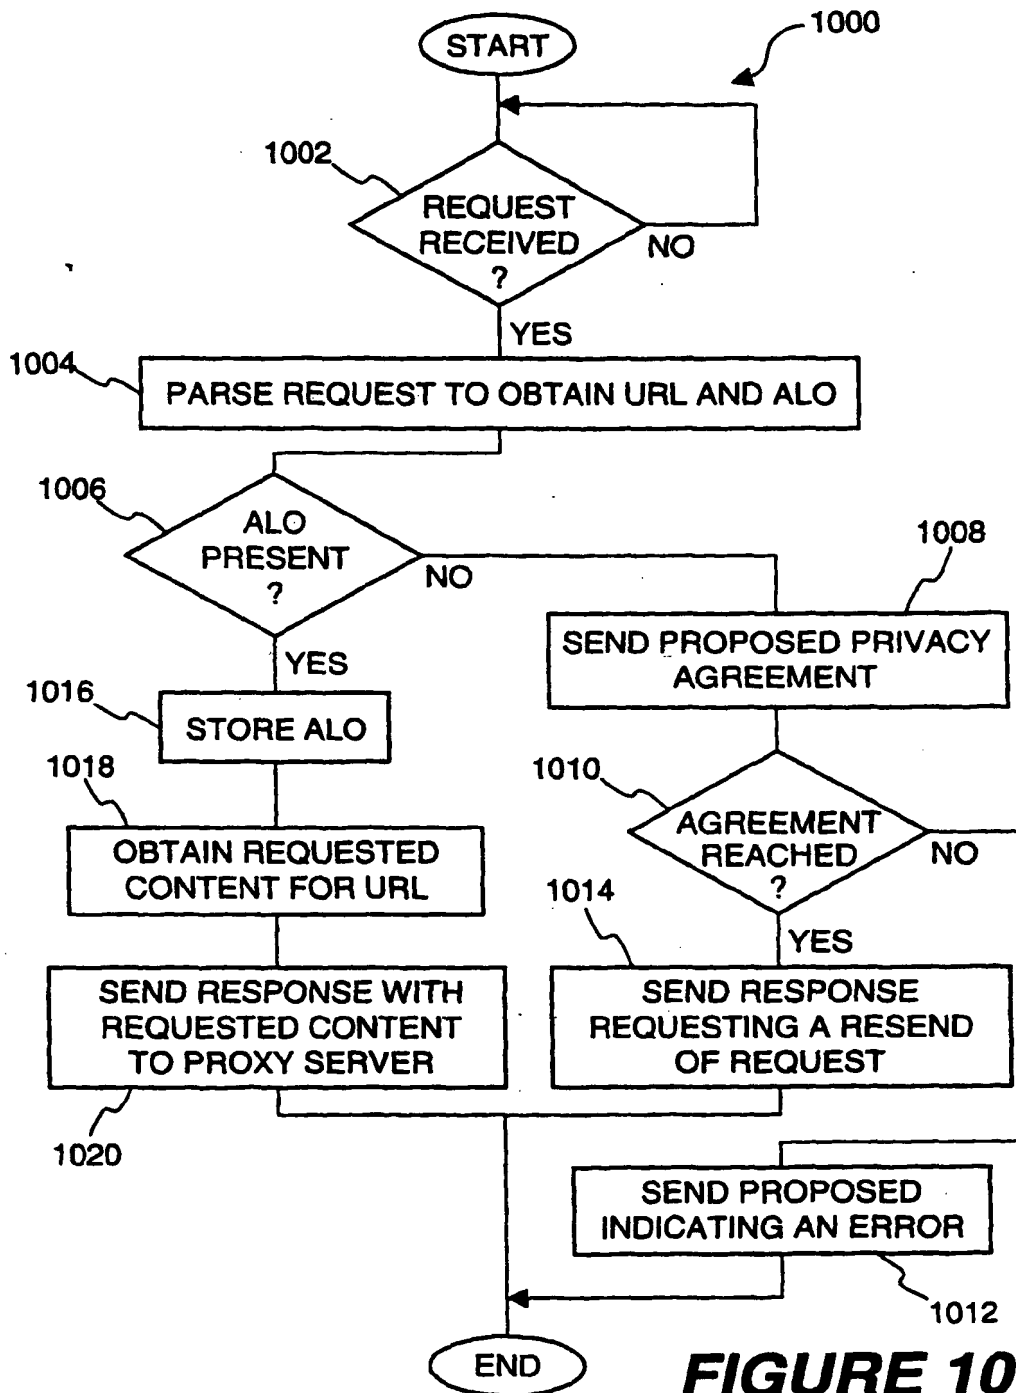 1000
START
1002
REQUEST
RECEIVED
?
NO
YES
1004
PARSE REQUEST TO OBTAIN URL AND ALO
1006
ALO
PRESENT
?
NO
YES
1008
SEND PROPOSED PRIVACY
AGREEMENT
1016
STORE ALO
1010
AGREEMENT
REACHED
?
NO
YES
1018
OBTAIN REQUESTED
CONTENT FOR URL
1014
SEND RESPONSE
REQUESTING A RESEND
OF REQUEST
SEND RESPONSE WITH
REQUESTED CONTENT
TO PROXY SERVER
1020
SEND PROPOSED
INDICATING AN ERROR
1012
END
FIGURE 10